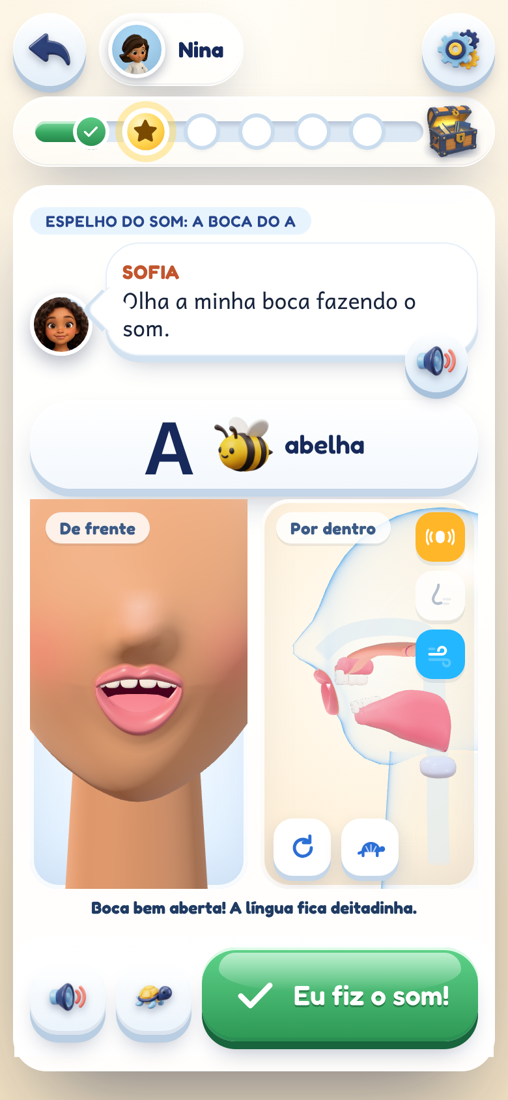 Nina
ESPELHO DO SOM: A BOCA DO A
SOFIA
Olha a minha boca fazendo o
som.
A abelha
De frente
Por dentro
Boca bem aberta! A língua fica deitadinha.
Eu fiz o som!